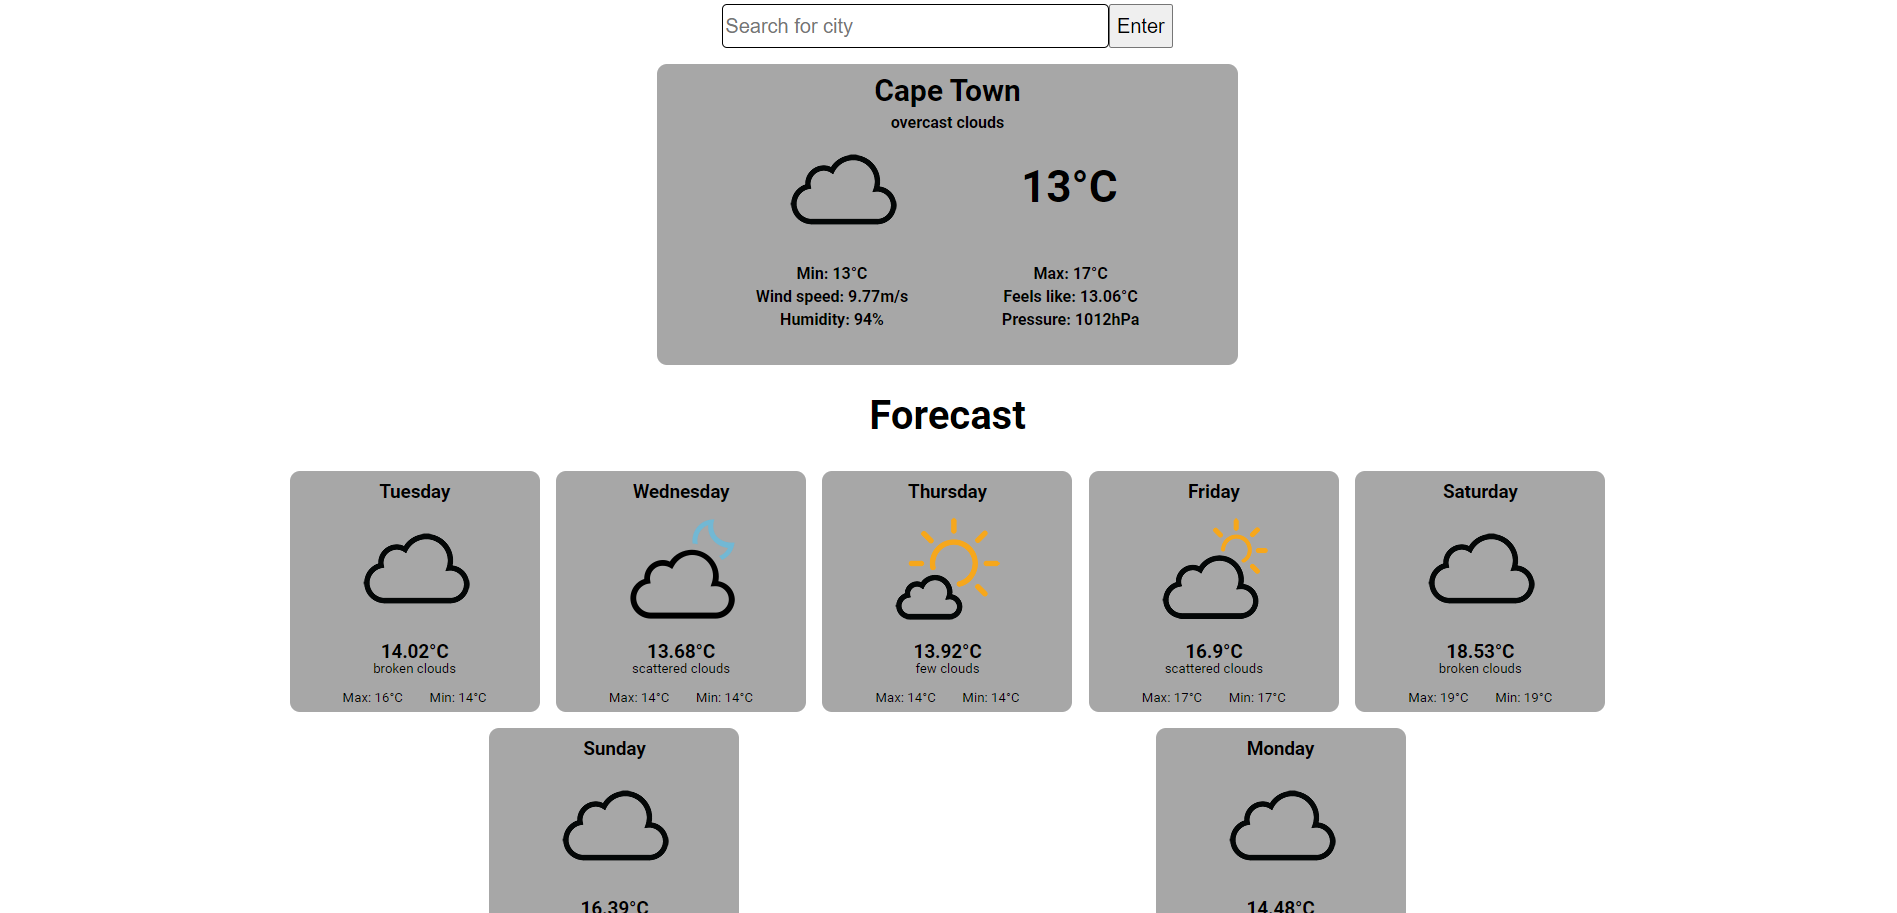 Search for city Enter
Cape Town
overcast clouds
13°C
Min: 13°C Max: 17°C
Wind speed: 9.77m/s Feels like: 13.06°C
Humidity: 94% Pressure: 1012hPa
Forecast
Tuesday
14.02°C
broken clouds
Max: 16°C Min: 14°C
Wednesday
13.68°C
scattered clouds
Max: 14°C Min: 14°C
Thursday
13.92°C
few clouds
Max: 14°C Min: 14°C
Friday
16.9°C
scattered clouds
Max: 17°C Min: 17°C
Saturday
18.53°C
broken clouds
Max: 19°C Min: 19°C
Sunday
16.39°C
Monday
14.48°C